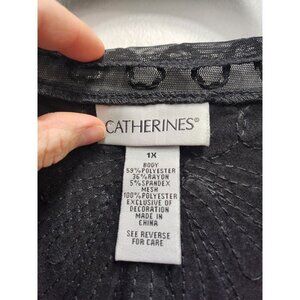 CATHERINES®
1X
BODY
59% POLYESTER
36% RAYON
5% SPANDEX
MESH
100% POLYESTER
EXCLUSIVE OF
DECORATION
MADE IN
CHINA
SEE REVERSE
FOR CARE